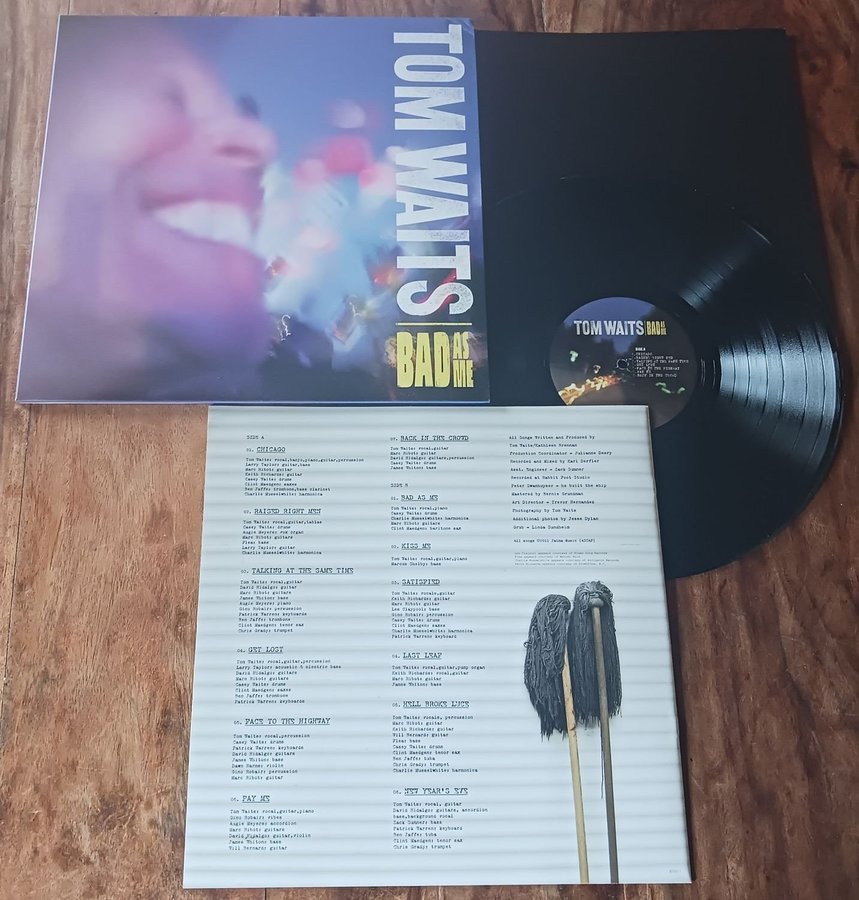 TOM WAITS
BAD AS ME
TOM WAITS BAD AS ME
SIDE A
01. CHICAGO
Tom Waits: vocal,banjo,piano,guitar,percussion
Larry Taylor: guitar,bass
Marc Ribot: guitar
Keith Richards: guitar
Casey Waits: drums
Clint Maedgen: saxes
Ben Jaffe: trombone,bass clarinet
Charlie Musselwhite: harmonica
02. RAISED RIGHT MEN
Tom Waits: vocal,guitar,tablas
Casey Waits: drums
Augie Meyers: vox organ
Marc Ribot: guitars
Flea: bass
Larry Taylor: guitar
Charlie Musselwhite: harmonica
03. TALKING AT THE SAME TIME
Tom Waits: vocal,guitar
David Hidalgo: guitar
Marc Ribot: guitars
James Whiton: bass
Augie Meyers: piano
Gino Robair: percussion
Patrick Warren: keyboards
Ben Jaffe: trombone
Clint Maedgen: saxes
Chris Grady: trumpet
04. GET LOST
Tom Waits: vocal,guitar,percussion
Larry Taylor: acoustic & electric bass
David Hidalgo: guitars
Marc Ribot: guitar
Casey Waits: drums
Clint Maedgen: saxes
Ben Jaffe: trombone
Patrick Warren: keyboards
05. FACE TO THE HIGHWAY
Tom Waits: vocal,percussion
Casey Waits: drums
Patrick Warren: keyboards
David Hidalgo: guitars
James Whiton: bass
Dawn Harms: violin
Gino Robair: percussion
Marc Ribot: guitar
06. PAY ME
Tom Waits: vocal,guitar,piano
Gino Robair: vibes
Augie Meyers: accordion
Marc Ribot: guitars
David Hidalgo: guitar,violin
James Whiton: bass
Will Bernard: guitar
07. BACK IN THE CROWD
Tom Waits: vocal,guitar
Marc Ribot: guitars
David Hidalgo: guitars,percussion
Casey Waits: drums
James Whiton: bass
SIDE B
01. BAD AS ME
Tom Waits: vocal,piano
Casey Waits: drums
Charlie Musselwhite: harmonica
Marc Ribot: guitars
Clint Maedgen: baritone sax
02. KISS ME
Tom Waits: vocal,guitar,piano
Marcus Shelby: bass
03. SATISFIED
Tom Waits: vocals,guitar
Keith Richards: guitar
Marc Ribot: guitar
Les Claypool: bass
Gino Robair: percussion
Casey Waits: drums
Clint Maedgen: saxes
Charlie Musselwhite: harmonica
Patrick Warren: keyboard
04. LAST LEAF
Tom Waits: vocal,guitar,pump organ
Keith Richards: vocal,guitar
Marc Ribot: guitar
James Whiton: bass
05. HELL BROKE LUCE
Tom Waits: vocals, percussion
Marc Ribot: guitar
Keith Richards: guitar
Will Bernard: guitar
Flea: bass
Casey Waits: drums
Clint Maedgen: tenor sax
Ben Jaffe: tuba
Chris Grady: trumpet
Charlie Musselwhite: harmonica
06. NEW YEAR'S EVE
Tom Waits: vocal, guitar
David Hidalgo: guitars, accordion
bass,background vocal
Zack Sumner: bass
Patrick Warren: keyboard
Ben Jaffe: tuba
Clint Maedgen: tenor sax
Chris Grady: trumpet
All Songs Written and Produced by
Tom Waits/Kathleen Brennan
Production Coordinator - Julianne Deery
Recorded and Mixed by Karl Derfler
Asst. Engineer - Zack Sumner
Recorded at Rabbit Foot Studio
Mastered by Bernie Grundman
Art Director - Trevor Hernandez
Photography by Tom Waits
Additional photos by Jesse Dylan
Grub - Linda Sundheim
All songs ©2011 Jalma Music (ASCAP)